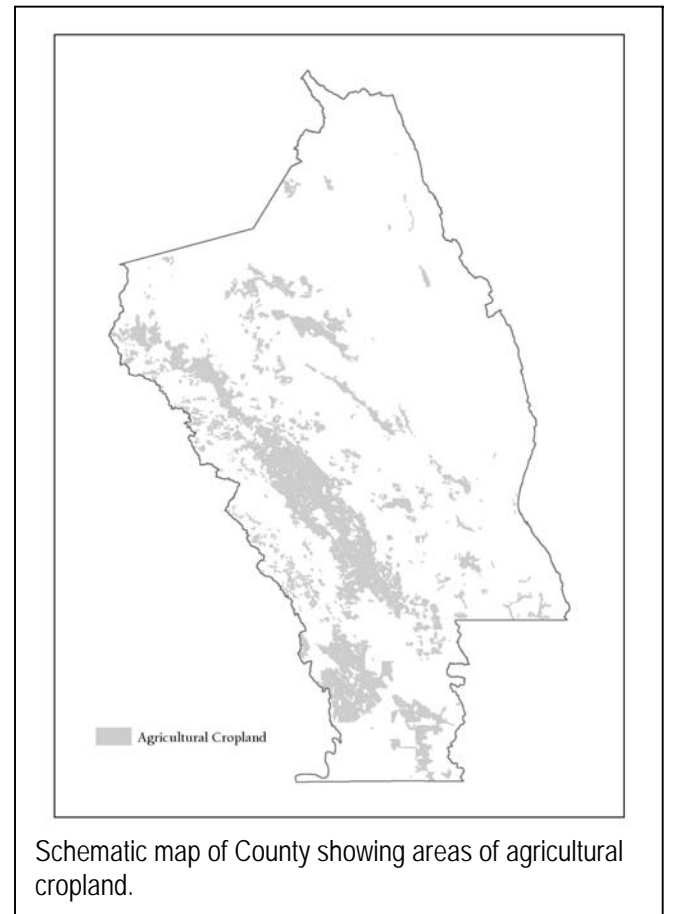 Agricultural Cropland
Schematic map of County showing areas of agricultural
cropland.